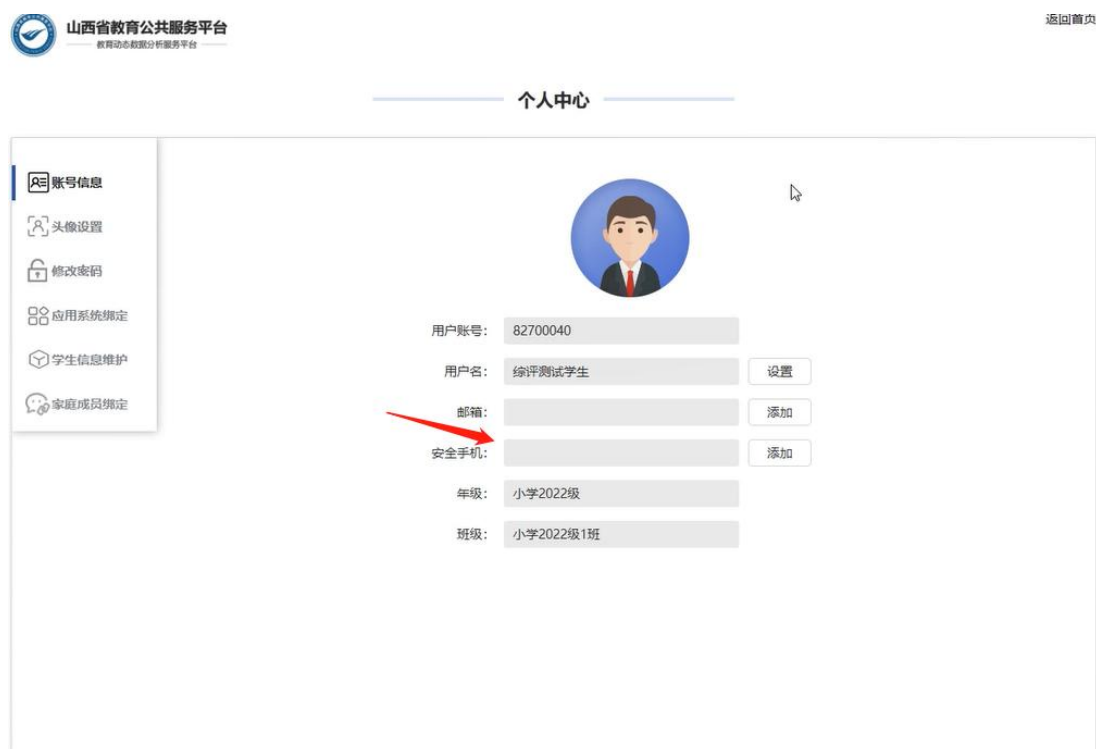 山西省教育公共服务平台
教育动态数据分析服务平台
返回首页
个人中心
账号信息
头像设置
修改密码
应用系统绑定
学生信息维护
家庭成员绑定
用户账号： 82700040
用户名： 综评测试学生 设置
邮箱： 添加
安全手机： 添加
年级： 小学2022级
班级： 小学2022级1班